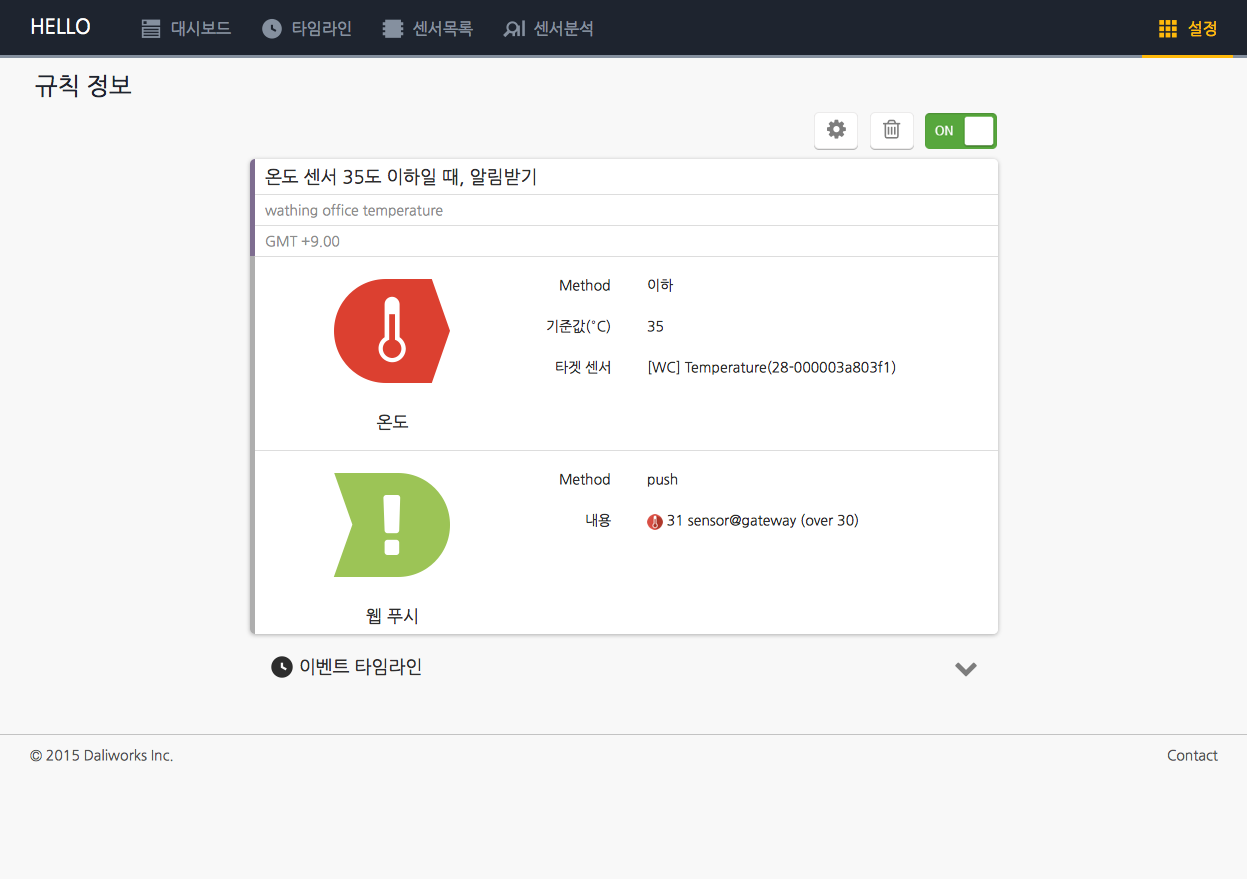 HELLO 대시보드 타임라인 센서목록 센서분석 설정
규칙 정보
ON
온도 센서 35도 이하일 때, 알림받기
wathing office temperature
GMT +9.00
Method 이하
기준값(°C) 35
타겟 센서 [WC] Temperature(28-000003a803f1)
온도
Method push
내용 31 sensor@gateway (over 30)
웹 푸시
이벤트 타임라인
© 2015 Daliworks Inc. Contact